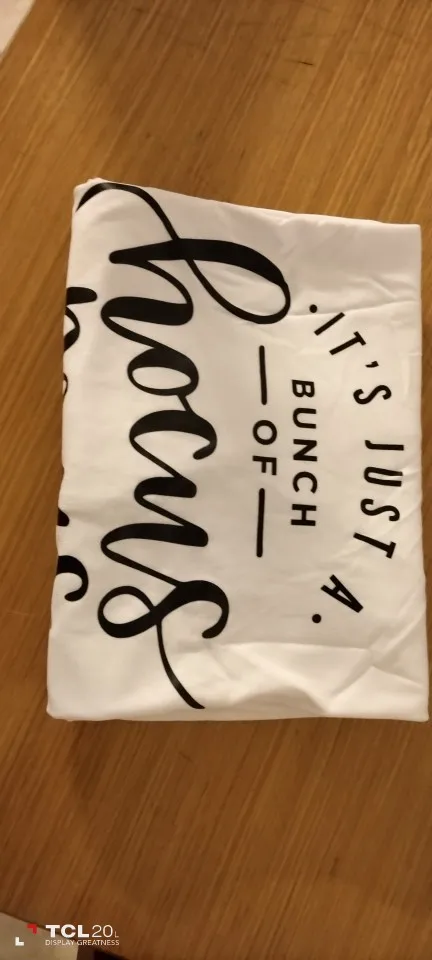 • IT'S JUST A •
BUNCH
— OF —
hocus
TCL 20L
DISPLAY GREATNESS